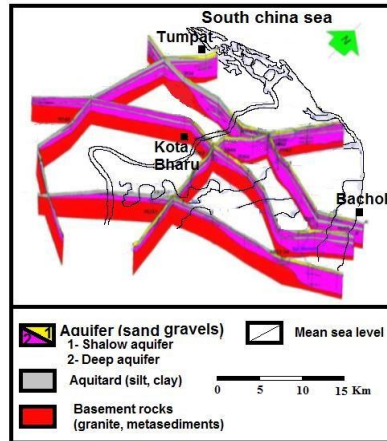 South china sea
N
Tumpat
Kota
Bharu
Bachok
Aquifer (sand gravels)
1- Shalow aquifer
2- Deep aquifer
Mean sea level
Aquitard (silt, clay)
0 5 10 15 Km
Basement rocks
(granite, metasediments)